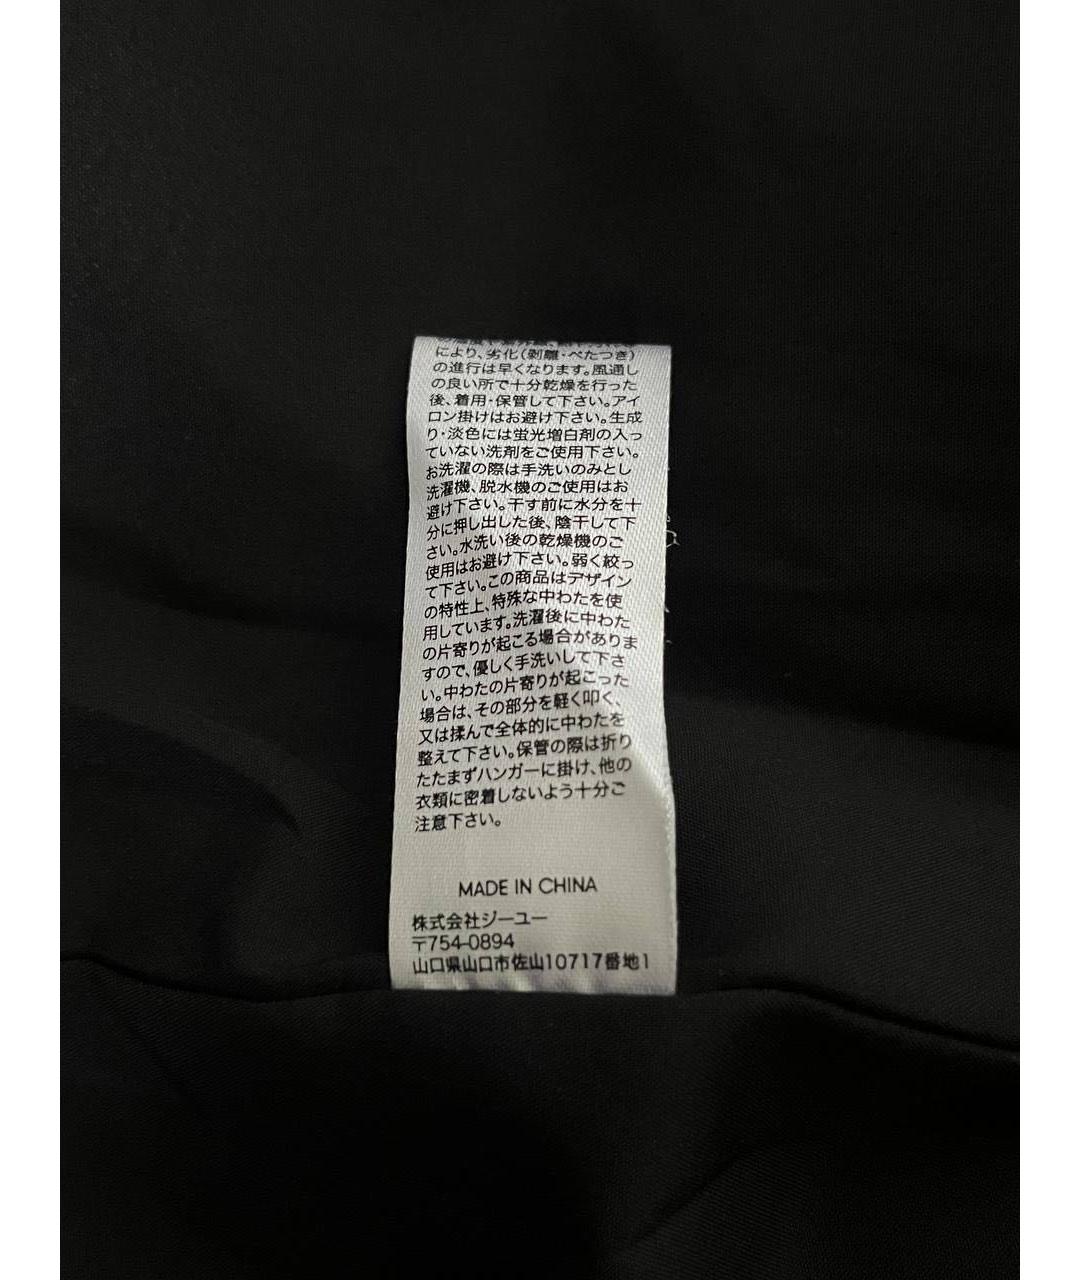 により、劣化(剝離・べたつき)
の進行は早くなります。風通し
の良い所で十分乾燥を行った
後、着用・保管して下さい。アイ
ロン掛けはお避け下さい。生成
り・淡色には蛍光増白剤の入っ
ていない洗剤をご使用下さい。
お洗濯の際は手洗いのみとし
洗濯機、脱水機のご使用はお
避け下さい。干す前に水分を十
分に押し出した後、陰干して下
さい。水洗い後の乾燥機のご
使用はお避け下さい。弱く絞っ
て下さい。この商品はデザイン
の特性上、特殊な中わたを使
用しています。洗濯後に中わた
の片寄りが起こる場合がありま
すので、優しく手洗いして下さ
い。中わたの片寄りが起こった
場合は、その部分を軽く叩く、
又は揉んで全体的に中わたを
整えて下さい。保管の際は折り
たたまずハンガーに掛け、他の
衣類に密着しないよう十分ご
注意下さい。
MADE IN CHINA
株式会社ジーユー
〒754-0894
山口県山口市佐山10717番地1